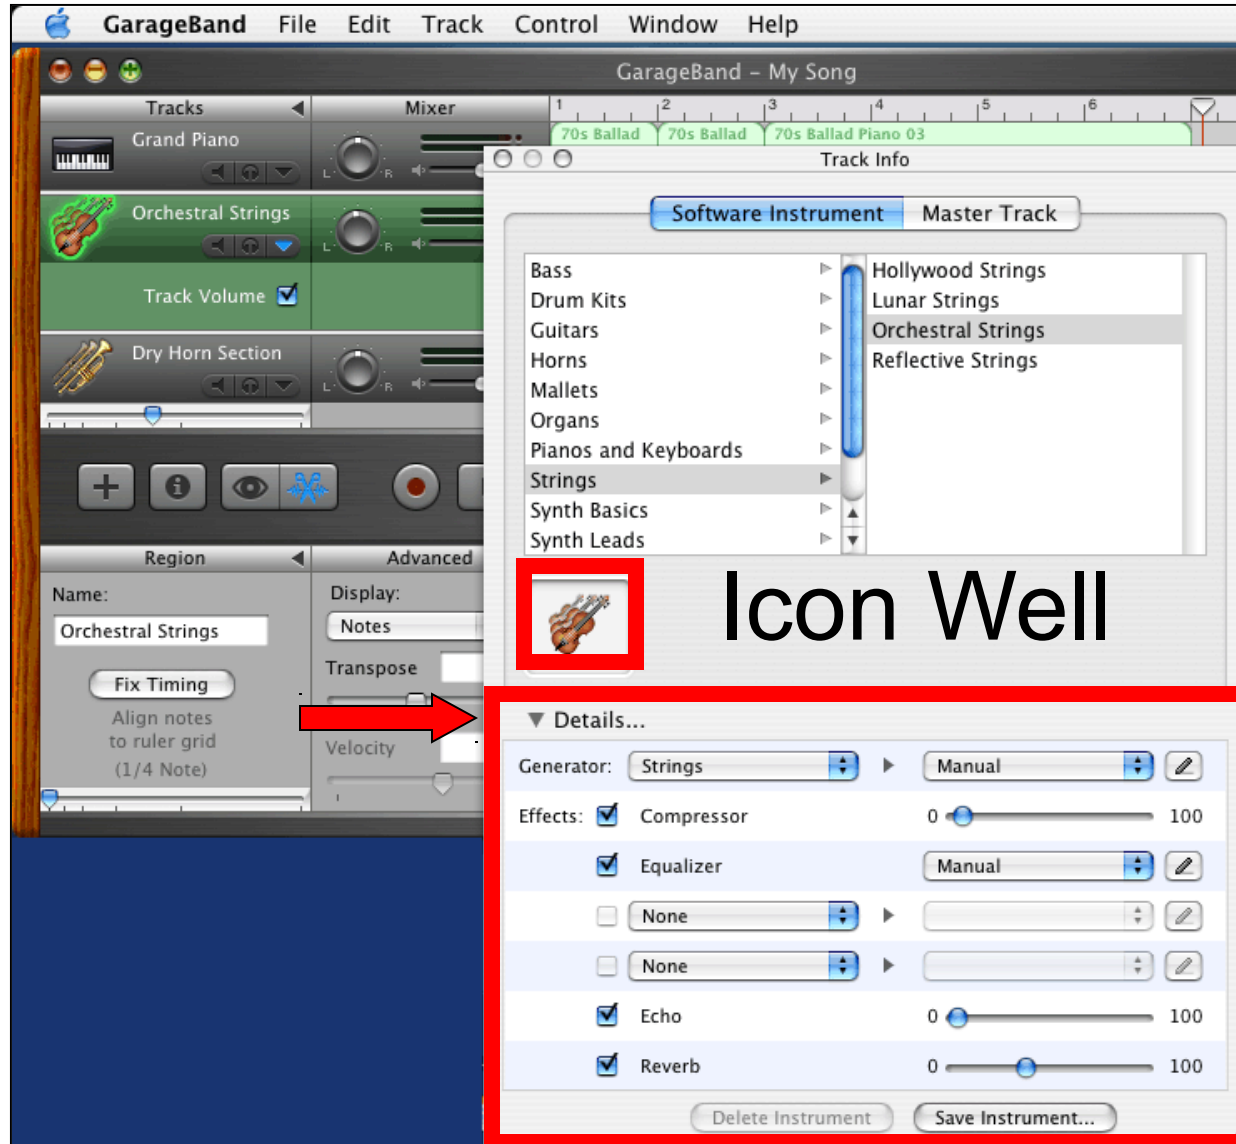 GarageBand File Edit Track Control Window Help
GarageBand – My Song
Tracks Mixer 1 2 3 4 5 6
70s Ballad 70s Ballad 70s Ballad Piano 03
Grand Piano
L R
Orchestral Strings
L R
Track Volume
Dry Horn Section
L R
Region Advanced
Name:
Orchestral Strings
Fix Timing
Align notes
to ruler grid
(1/4 Note)
Display:
Notes
Transpose
Velocity
Track Info
Software Instrument Master Track
Bass
Drum Kits
Guitars
Horns
Mallets
Organs
Pianos and Keyboards
Strings
Synth Basics
Synth Leads
Hollywood Strings
Lunar Strings
Orchestral Strings
Reflective Strings
Icon Well
Details...
Generator: Strings Manual
Effects: Compressor 0 100
Equalizer Manual
None
None
Echo 0 100
Reverb 0 100
Delete Instrument Save Instrument...